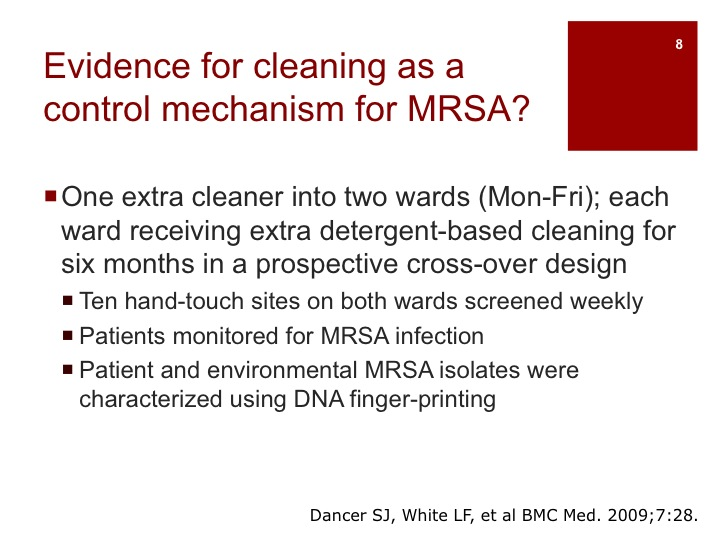 8
Evidence for cleaning as a
control mechanism for MRSA?
One extra cleaner into two wards (Mon-Fri); each
ward receiving extra detergent-based cleaning for
six months in a prospective cross-over design
Ten hand-touch sites on both wards screened weekly
Patients monitored for MRSA infection
Patient and environmental MRSA isolates were
characterized using DNA finger-printing
Dancer SJ, White LF, et al BMC Med. 2009;7:28.